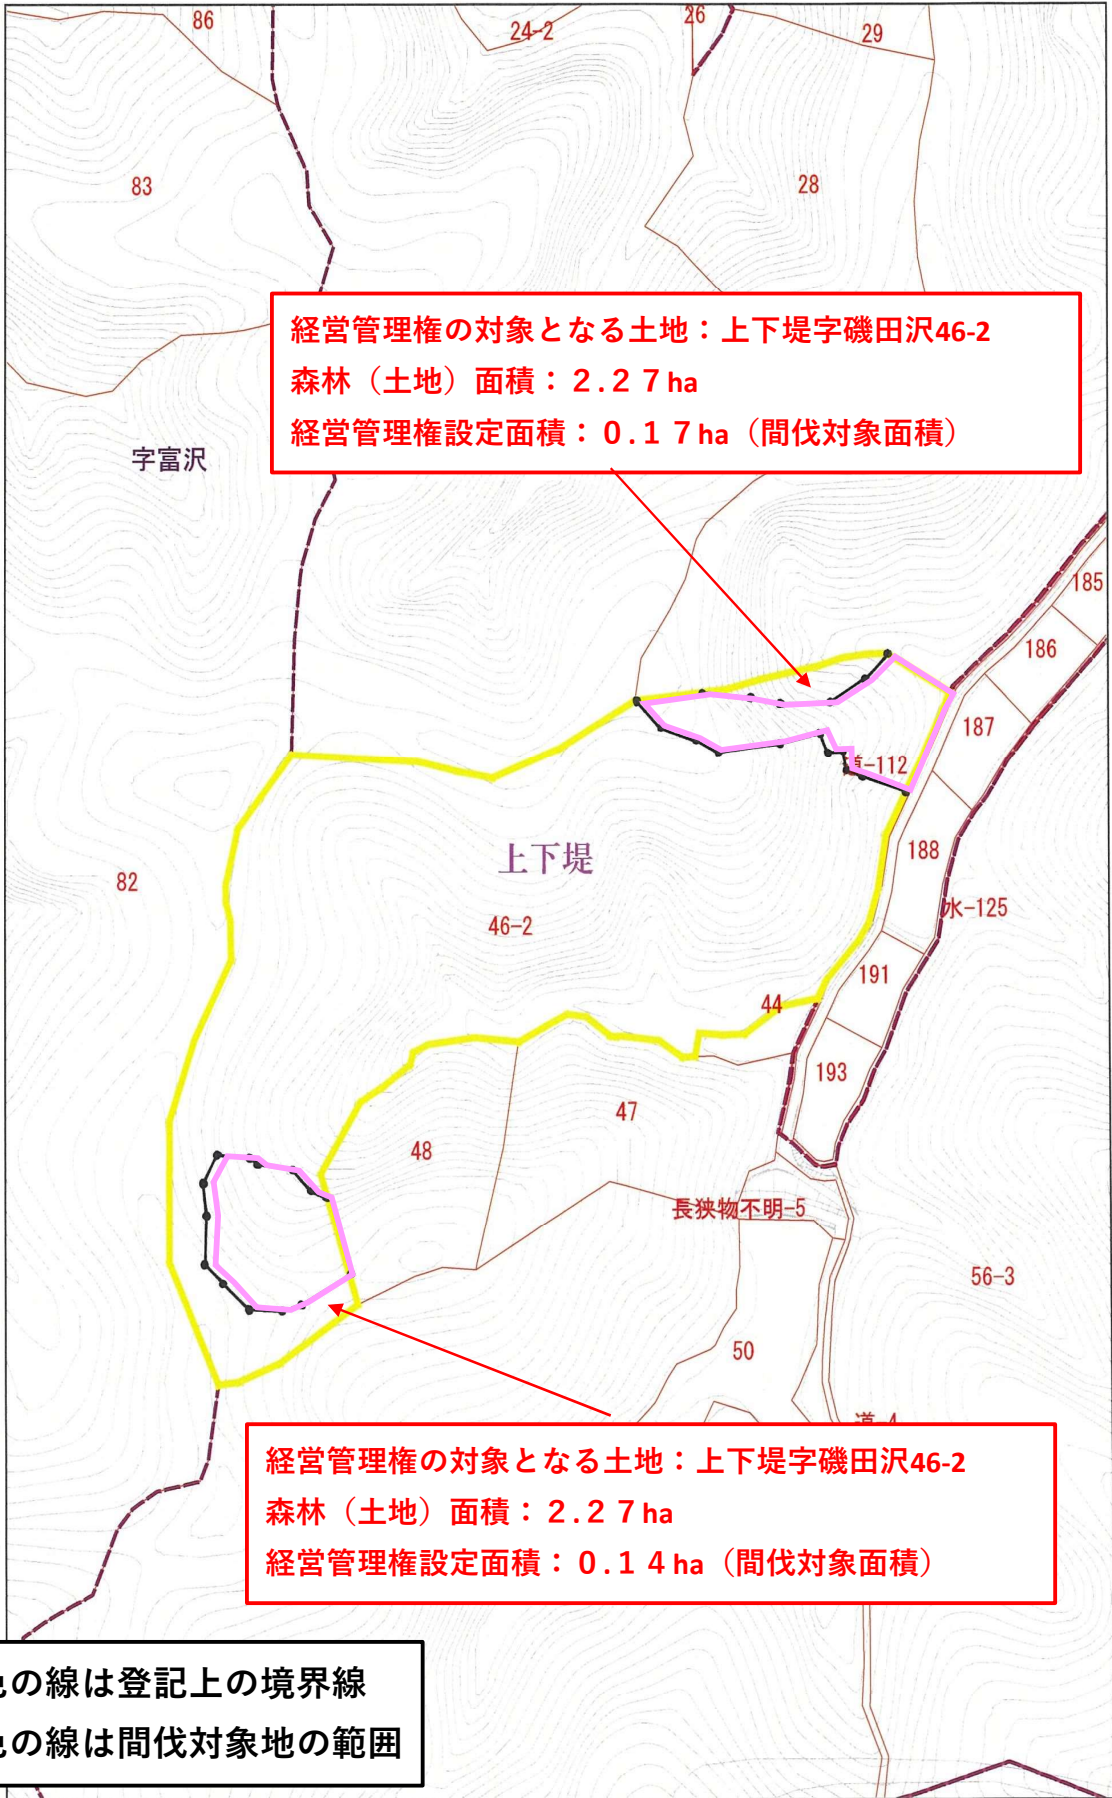 86
24-2
26
29
83
28
経営管理権の対象となる土地：上下堤字磯田沢46-2
森林（土地）面積：２.２７ha
経営管理権設定面積：０.１７ha（間伐対象面積）
字富沢
185
186
187
道-112
188
上下堤
82
46-2
水-125
191
44
193
47
48
長狭物不明-5
56-3
50
道-4
経営管理権の対象となる土地：上下堤字磯田沢46-2
森林（土地）面積：２.２７ha
経営管理権設定面積：０.１４ha（間伐対象面積）
の線は登記上の境界線
の線は間伐対象地の範囲